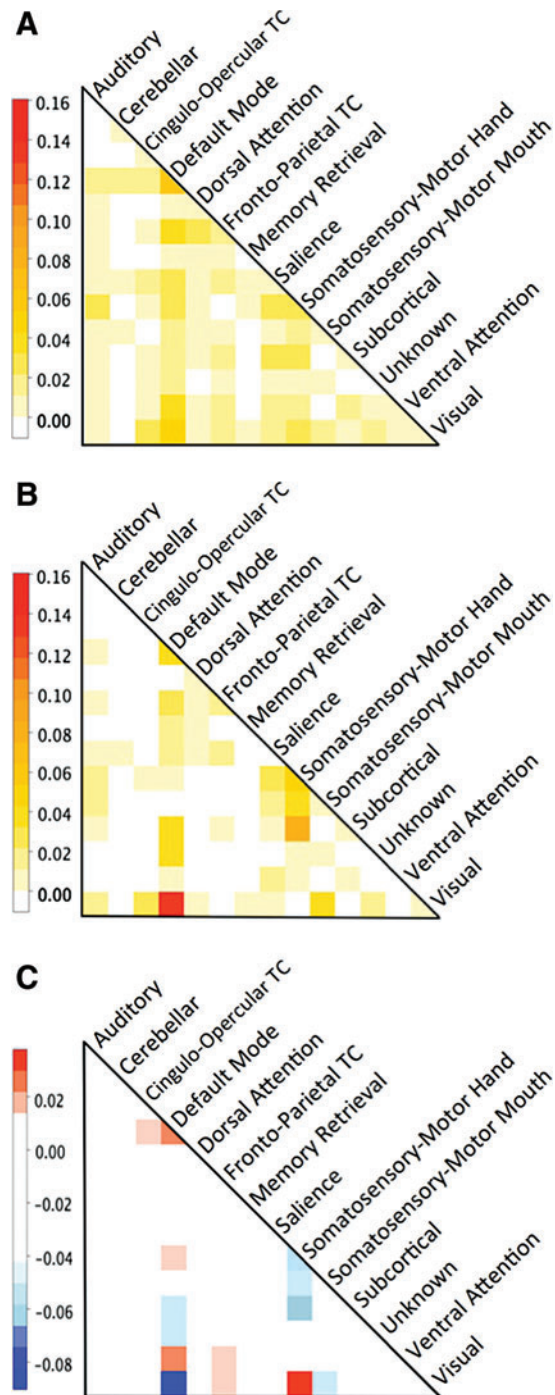 A
Auditory
Cerebellar
Cingulo-Opercular TC
Default Mode
Dorsal Attention
Fronto-Parietal TC
Memory Retrieval
Salience
Somatosensory-Motor Hand
Somatosensory-Motor Mouth
Subcortical
Unknown
Ventral Attention
Visual
0.16
0.14
0.12
0.10
0.08
0.06
0.04
0.02
0.00
B
Auditory
Cerebellar
Cingulo-Opercular TC
Default Mode
Dorsal Attention
Fronto-Parietal TC
Memory Retrieval
Salience
Somatosensory-Motor Hand
Somatosensory-Motor Mouth
Subcortical
Unknown
Ventral Attention
Visual
0.16
0.14
0.12
0.10
0.08
0.06
0.04
0.02
0.00
C
Auditory
Cerebellar
Cingulo-Opercular TC
Default Mode
Dorsal Attention
Fronto-Parietal TC
Memory Retrieval
Salience
Somatosensory-Motor Hand
Somatosensory-Motor Mouth
Subcortical
Unknown
Ventral Attention
Visual
0.02
0.00
-0.02
-0.04
-0.06
-0.08